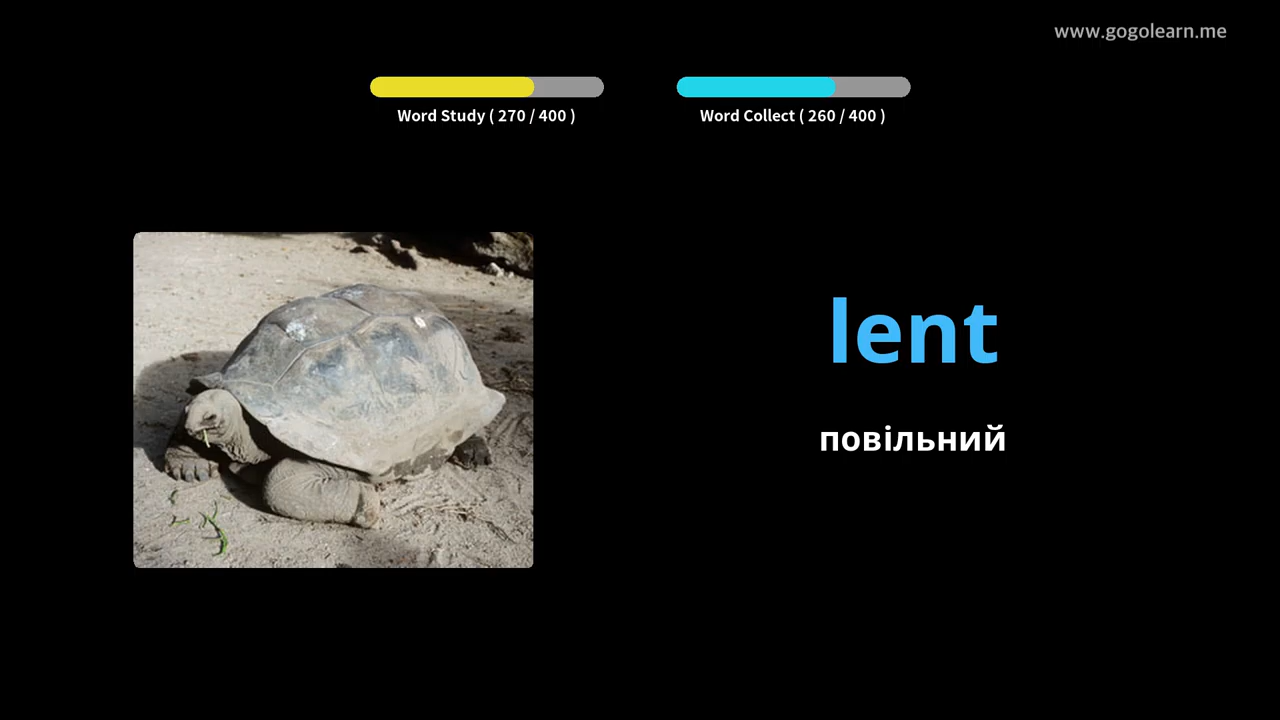 www.gogolearn.me
Word Study ( 270 / 400 )
Word Collect ( 260 / 400 )
lent
повільний